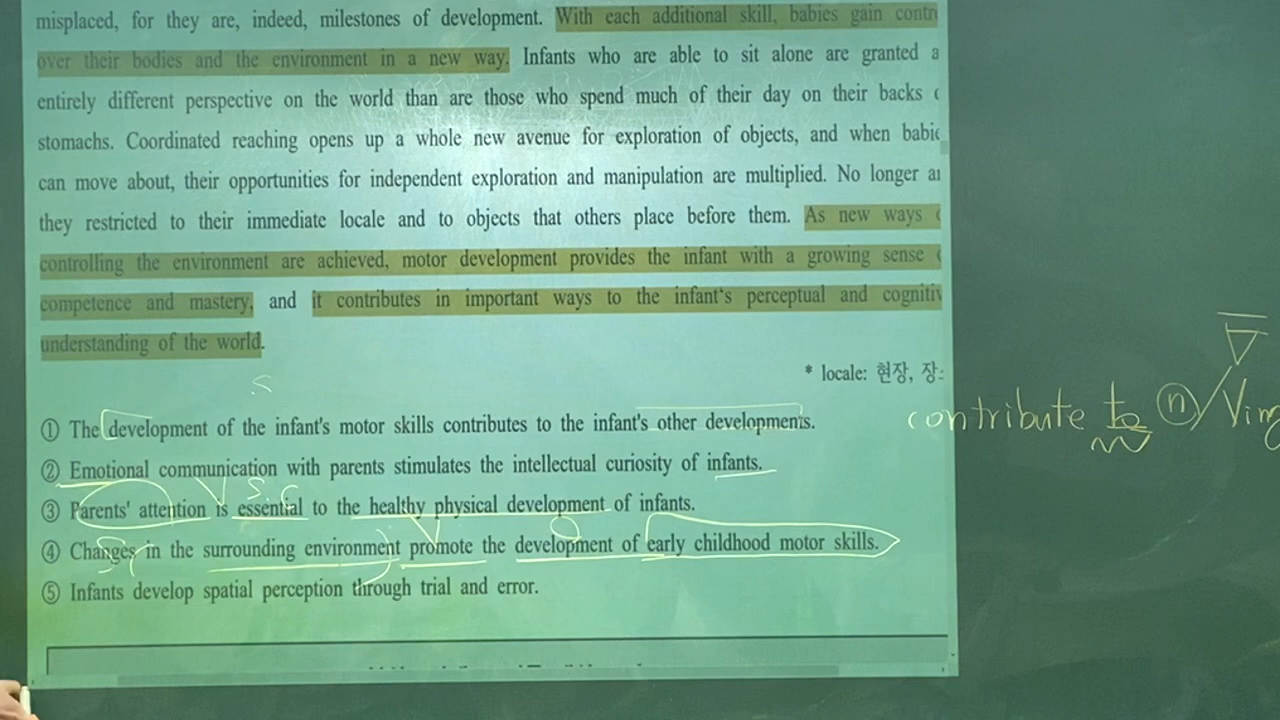 misplaced, for they are, indeed, milestones of development. With each additional skill, babies gain contr
over their bodies and the environment in a new way. Infants who are able to sit alone are granted a
entirely different perspective on the world than are those who spend much of their day on their backs
stomachs. Coordinated reaching opens up a whole new avenue for exploration of objects, and when babi
can move about, their opportunities for independent exploration and manipulation are multiplied. No longer a
they restricted to their immediate locale and to objects that others place before them. As new ways
controlling the environment are achieved, motor development provides the infant with a growing sense
competence and mastery, and it contributes in important ways to the infant's perceptual and cognitiv
understanding of the world.
* locale: 현장, 장
① The development of the infant's motor skills contributes to the infant's other developments.
contribute to ⓝ/Ving
② Emotional communication with parents stimulates the intellectual curiosity of infants.
③ Parents' attention is essential to the healthy physical development of infants.
④ Changes in the surrounding environment promote the development of early childhood motor skills.
⑤ Infants develop spatial perception through trial and error.